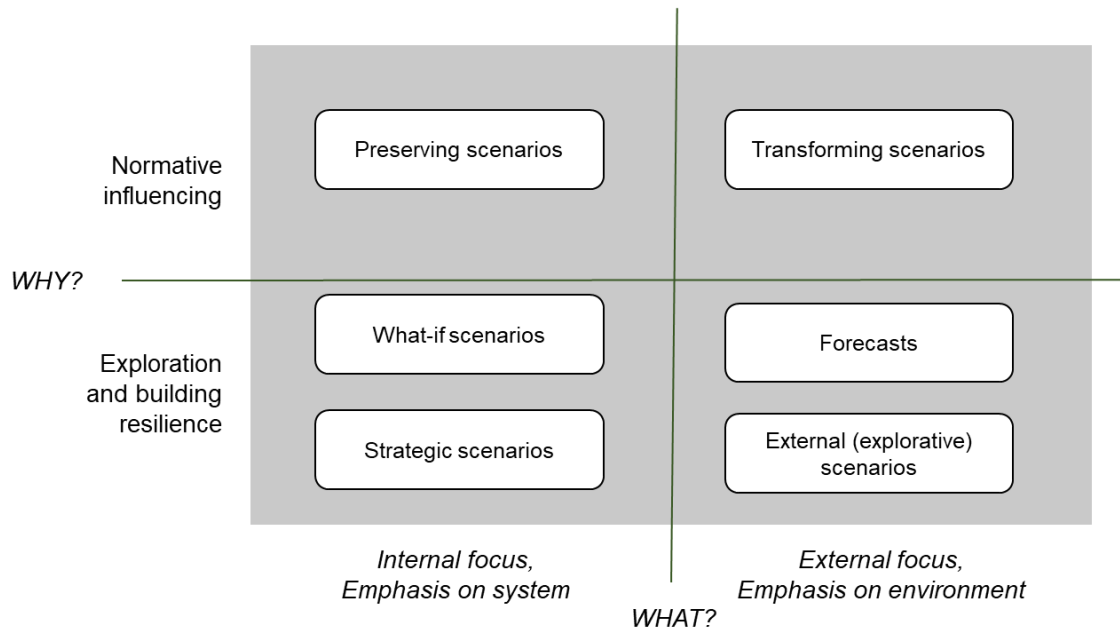 Preserving scenarios
Transforming scenarios
Normative
influencing
WHY?
What-if scenarios
Forecasts
Exploration
and building
resilience
Strategic scenarios
External (explorative)
scenarios
Internal focus,
Emphasis on system
External focus,
Emphasis on environment
WHAT?